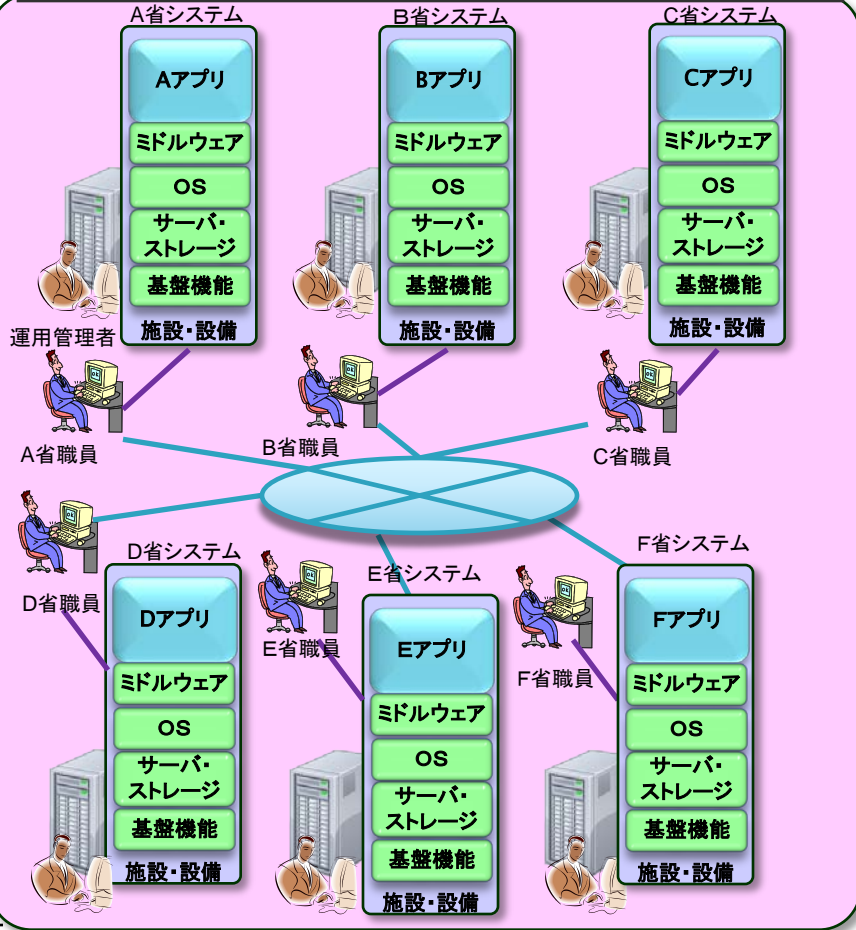 A省システム
B省システム
C省システム
Aアプリ
ミドルウェア
OS
サーバ・
ストレージ
基盤機能
施設・設備
Bアプリ
ミドルウェア
OS
サーバ・
ストレージ
基盤機能
施設・設備
Cアプリ
ミドルウェア
OS
サーバ・
ストレージ
基盤機能
施設・設備
運用管理者
A省職員
B省職員
C省職員
D省職員
D省システム
E省職員
E省システム
F省職員
F省システム
Dアプリ
ミドルウェア
OS
サーバ・
ストレージ
基盤機能
施設・設備
Eアプリ
ミドルウェア
OS
サーバ・
ストレージ
基盤機能
施設・設備
Fアプリ
ミドルウェア
OS
サーバ・
ストレージ
基盤機能
施設・設備